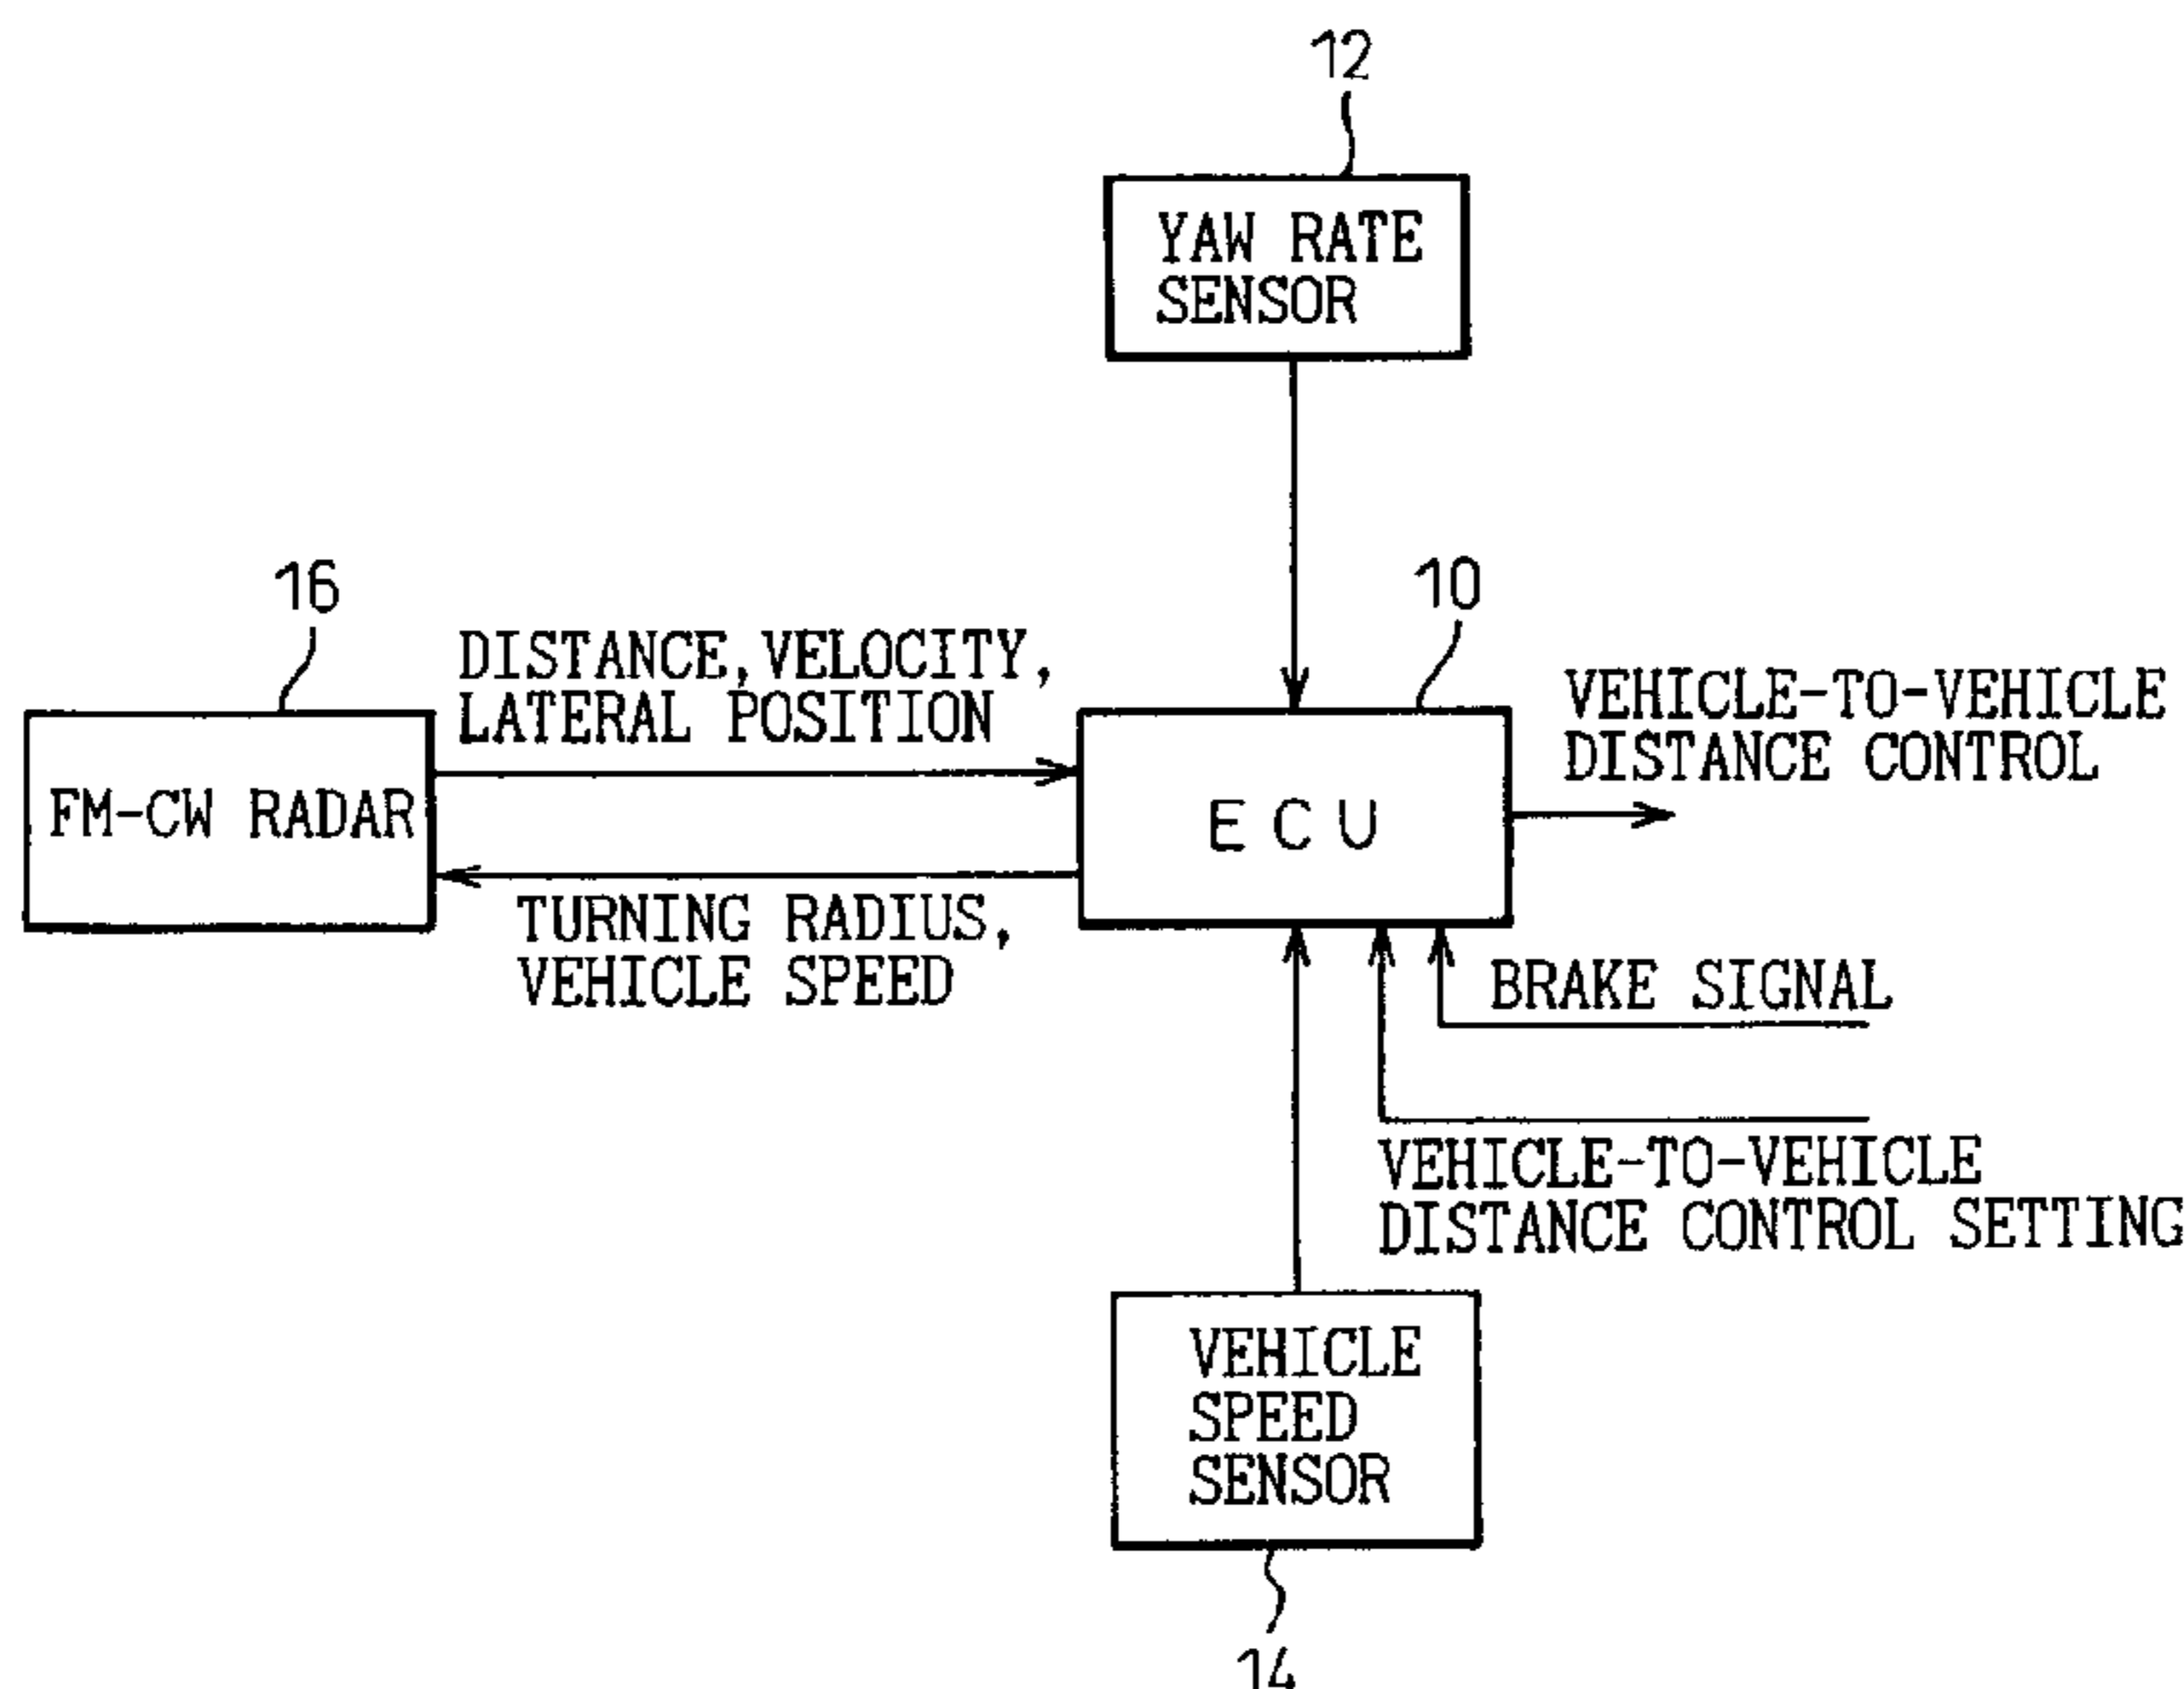 12
YAW RATE
SENSOR
16
DISTANCE, VELOCITY,
LATERAL POSITION
10
VEHICLE-TO-VEHICLE
DISTANCE CONTROL
FM-CW RADAR
ECU
TURNING RADIUS,
VEHICLE SPEED
BRAKE SIGNAL
VEHICLE-TO-VEHICLE
DISTANCE CONTROL SETTING
VEHICLE
SPEED
SENSOR
14